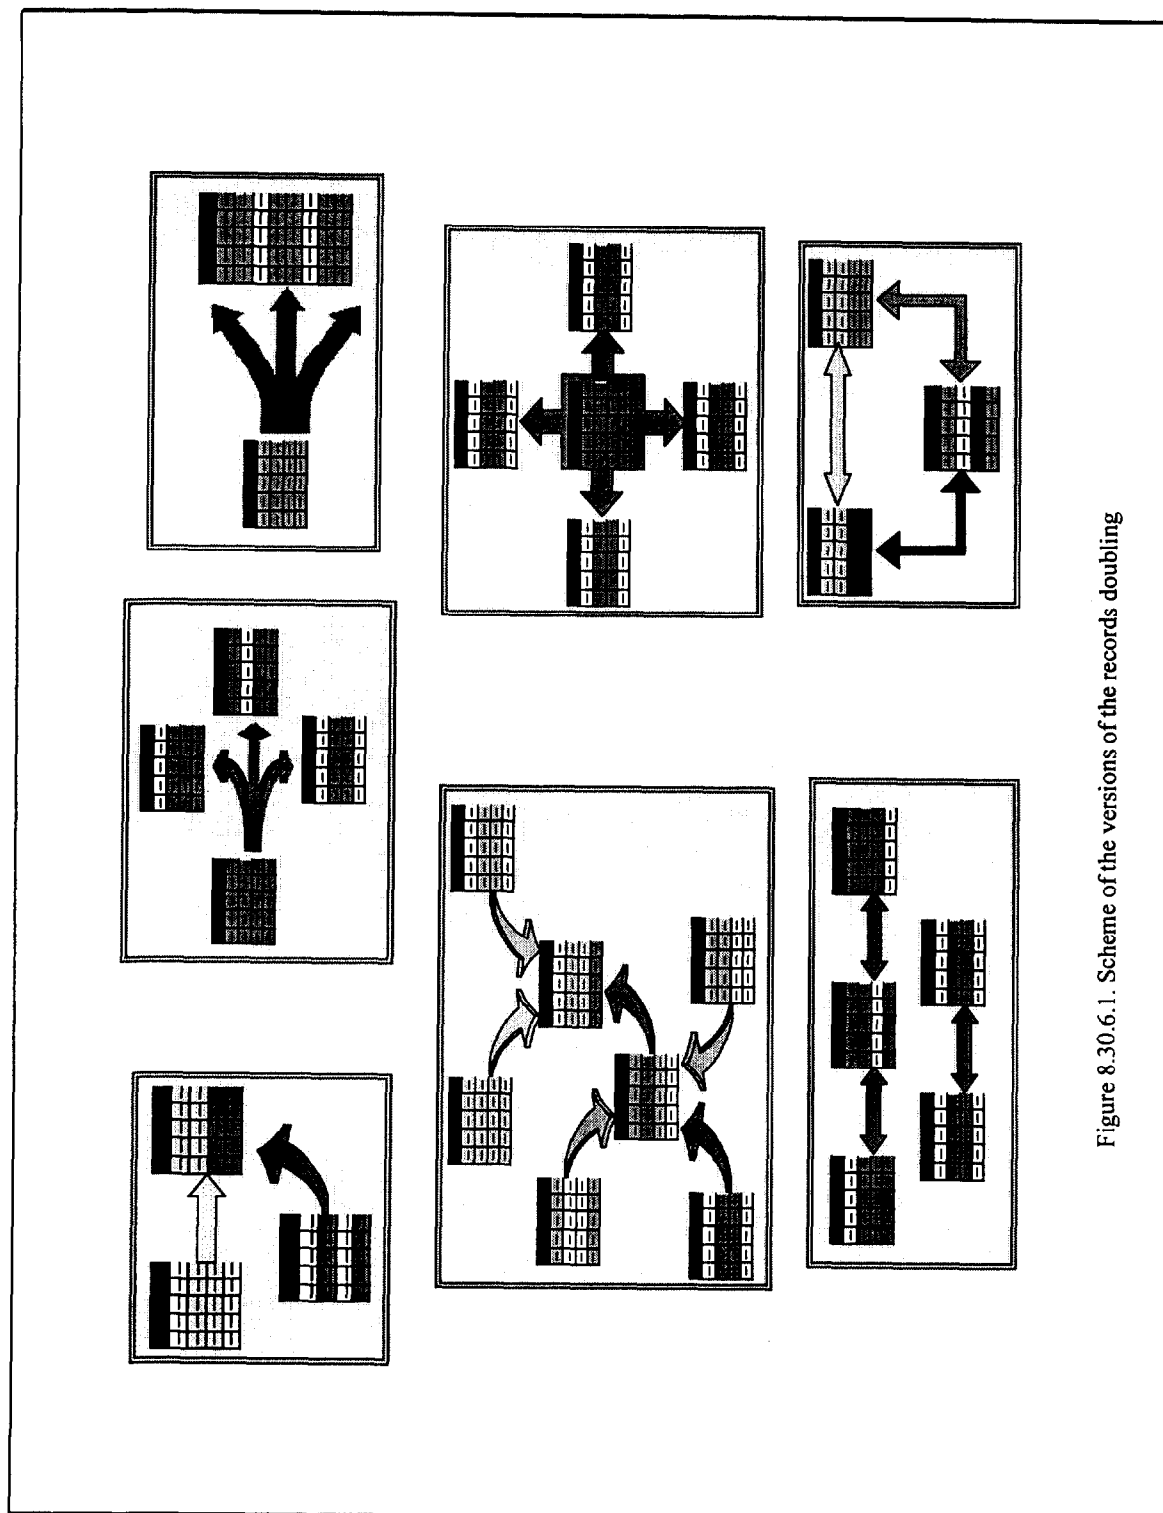 Figure 8.30.6.1. Scheme of the versions of the records doubling